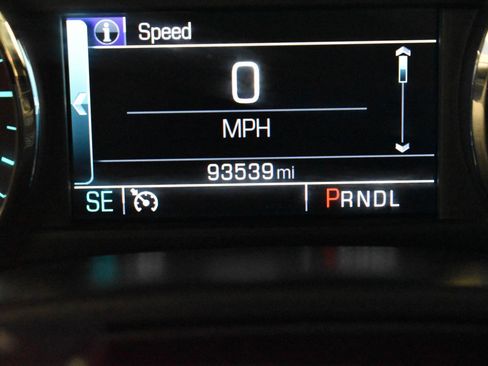 i Speed
0
MPH
93539 mi
SE PRNDL